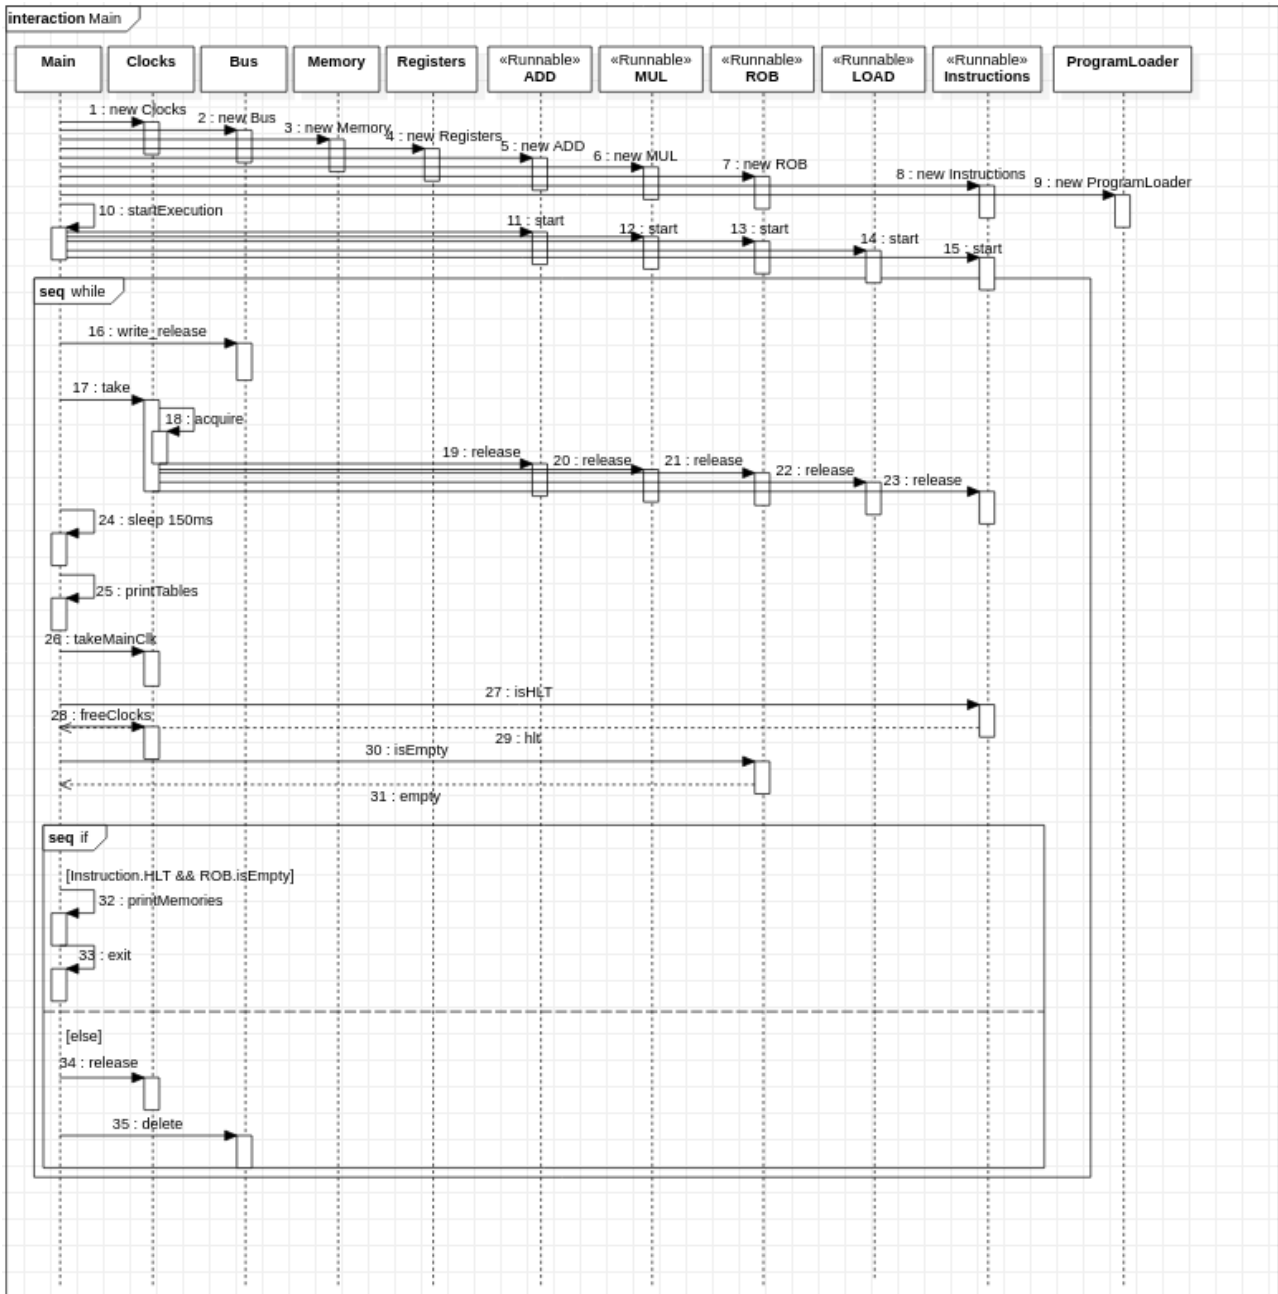 interaction Main
Main
Clocks
Bus
Memory
Registers
«Runnable»
ADD
«Runnable»
MUL
«Runnable»
ROB
«Runnable»
LOAD
«Runnable»
Instructions
ProgramLoader
1 : new Clocks
2 : new Bus
3 : new Memory
4 : new Registers
5 : new ADD
6 : new MUL
7 : new ROB
8 : new Instructions
9 : new ProgramLoader
10 : startExecution
11 : start
12 : start
13 : start
14 : start
15 : start
seq while
16 : write_release
17 : take
18 : acquire
19 : release
20 : release
21 : release
22 : release
23 : release
24 : sleep 150ms
25 : printTables
26 : takeMainClk
27 : isHLT
28 : freeClocks
29 : hlt
30 : isEmpty
31 : empty
seq if
[Instruction.HLT && ROB.isEmpty]
32 : printMemories
33 : exit
[else]
34 : release
35 : delete